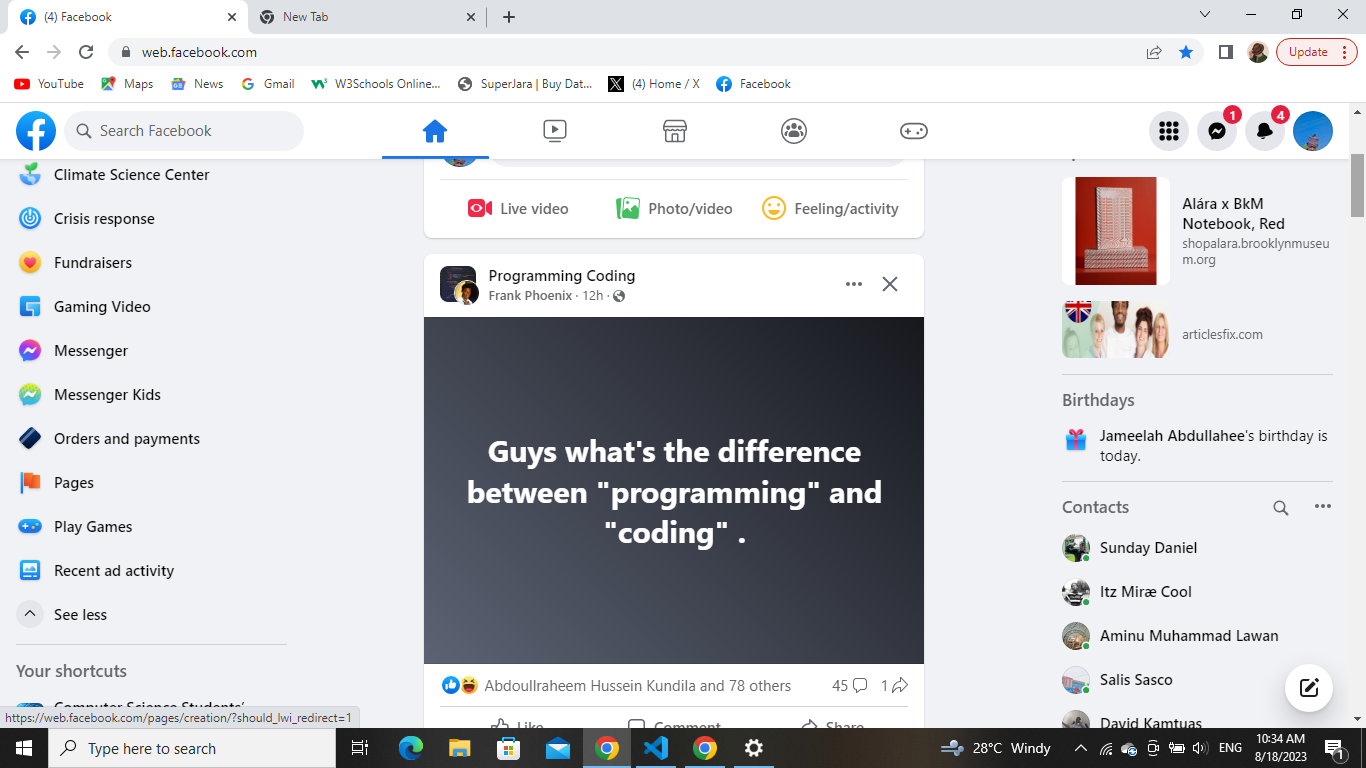 (4) Facebook
New Tab
web.facebook.com
Update
YouTube
Maps
News
Gmail
W3Schools Online...
SuperJara | Buy Dat...
(4) Home / X
Facebook
Search Facebook
1
4
Climate Science Center
Crisis response
Fundraisers
Gaming Video
Messenger
Messenger Kids
Orders and payments
Pages
Play Games
Recent ad activity
See less
Your shortcuts
Computer Science Students'
https://web.facebook.com/pages/creation/?should_lwi_redirect=1
Live video
Photo/video
Feeling/activity
Programming Coding
Frank Phoenix · 12h ·
Guys what's the difference
between "programming" and
"coding" .
Abdoullraheem Hussein Kundila and 78 others
45
1
Like
Comment
Share
Alára x BkM
Notebook, Red
shopalara.brooklynmuseu
m.org
articlesfix.com
Birthdays
Jameelah Abdullahee's birthday is
today.
Contacts
Sunday Daniel
Itz Miræ Cool
Aminu Muhammad Lawan
Salis Sasco
David Kamtuas
Type here to search
28°C Windy
ENG
10:34 AM
8/18/2023
1